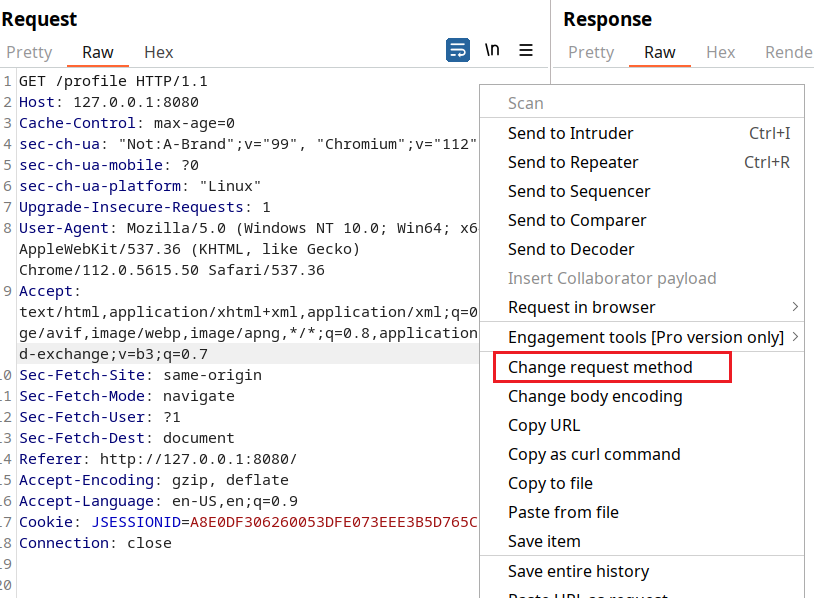 Request
Pretty Raw Hex \n
1 GET /profile HTTP/1.1
2 Host: 127.0.0.1:8080
3 Cache-Control: max-age=0
4 sec-ch-ua: "Not:A-Brand";v="99", "Chromium";v="112"
5 sec-ch-ua-mobile: ?0
6 sec-ch-ua-platform: "Linux"
7 Upgrade-Insecure-Requests: 1
8 User-Agent: Mozilla/5.0 (Windows NT 10.0; Win64; x6
AppleWebKit/537.36 (KHTML, like Gecko)
Chrome/112.0.5615.50 Safari/537.36
9 Accept:
text/html,application/xhtml+xml,application/xml;q=0
ge/avif,image/webp,image/apng,*/*;q=0.8,application
d-exchange;v=b3;q=0.7
10 Sec-Fetch-Site: same-origin
11 Sec-Fetch-Mode: navigate
12 Sec-Fetch-User: ?1
13 Sec-Fetch-Dest: document
14 Referer: http://127.0.0.1:8080/
15 Accept-Encoding: gzip, deflate
16 Accept-Language: en-US,en;q=0.9
17 Cookie: JSESSIONID=A8E0DF306260053DFE073EEE3B5D765C
18 Connection: close
19
20
Response
Pretty Raw Hex Rende
Scan
Send to Intruder Ctrl+I
Send to Repeater Ctrl+R
Send to Sequencer
Send to Comparer
Send to Decoder
Insert Collaborator payload
Request in browser
Engagement tools [Pro version only]
Change request method
Change body encoding
Copy URL
Copy as curl command
Copy to file
Paste from file
Save item
Save entire history
Paste URL as request